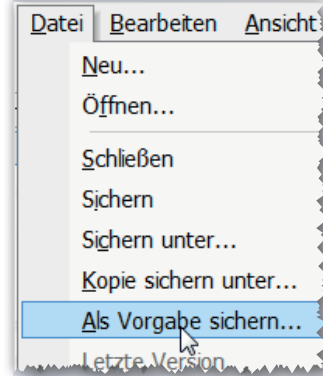 Datei Bearbeiten Ansicht
Neu...
Öffnen...
Schließen
Sichern
Sichern unter...
Kopie sichern unter...
Als Vorgabe sichern...
Letzte Version